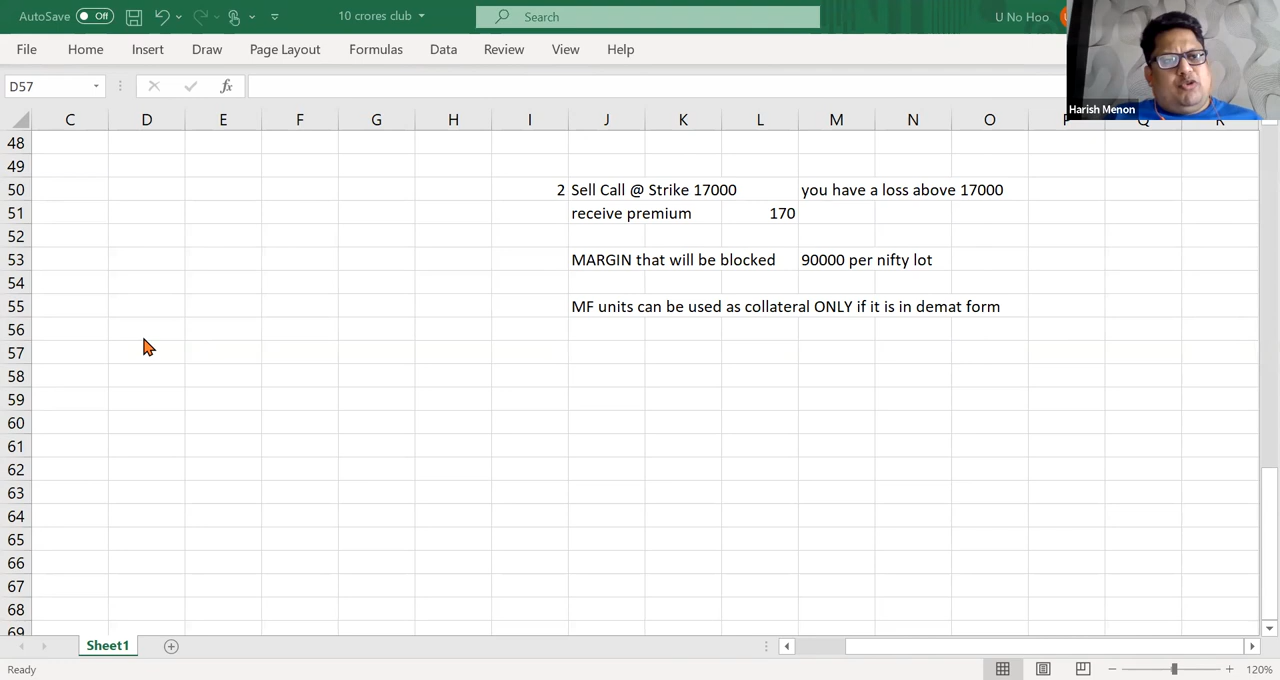 AutoSave Off 10 crores club Search U No Hoo
File Home Insert Draw Page Layout Formulas Data Review View Help
D57 fx
Harish Menon
C D E F G H I J K L M N O P Q R
48
49
50 2 Sell Call @ Strike 17000 you have a loss above 17000
51 receive premium 170
52
53 MARGIN that will be blocked 90000 per nifty lot
54
55 MF units can be used as collateral ONLY if it is in demat form
56
57
58
59
60
61
62
63
64
65
66
67
68
69
Sheet1
Ready 120%